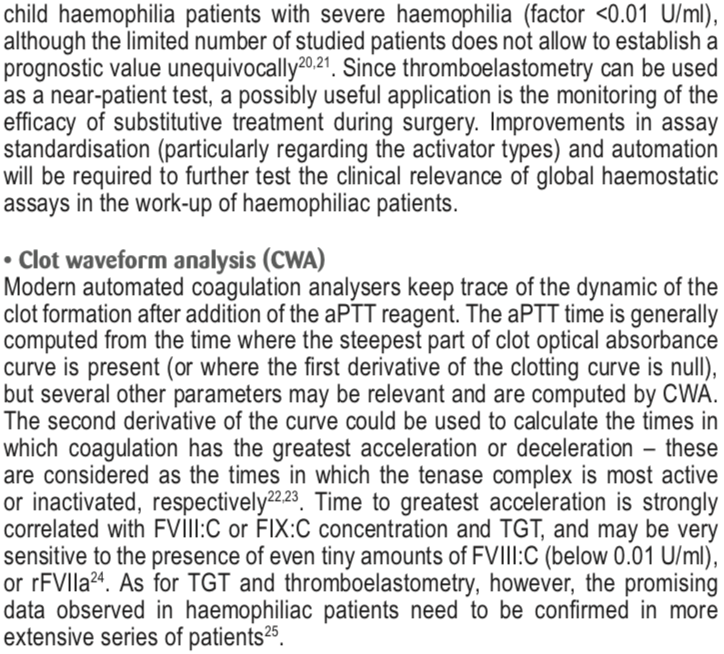 child haemophilia patients with severe haemophilia (factor <0.01 U/ml),
although the limited number of studied patients does not allow to establish a
prognostic value unequivocally20,21. Since thromboelastometry can be used
as a near-patient test, a possibly useful application is the monitoring of the
efficacy of substitutive treatment during surgery. Improvements in assay
standardisation (particularly regarding the activator types) and automation
will be required to further test the clinical relevance of global haemostatic
assays in the work-up of haemophiliac patients.
• Clot waveform analysis (CWA)
Modern automated coagulation analysers keep trace of the dynamic of the
clot formation after addition of the aPTT reagent. The aPTT time is generally
computed from the time where the steepest part of clot optical absorbance
curve is present (or where the first derivative of the clotting curve is null),
but several other parameters may be relevant and are computed by CWA.
The second derivative of the curve could be used to calculate the times in
which coagulation has the greatest acceleration or deceleration – these
are considered as the times in which the tenase complex is most active
or inactivated, respectively22,23. Time to greatest acceleration is strongly
correlated with FVIII:C or FIX:C concentration and TGT, and may be very
sensitive to the presence of even tiny amounts of FVIII:C (below 0.01 U/ml),
or rFVIIa24. As for TGT and thromboelastometry, however, the promising
data observed in haemophiliac patients need to be confirmed in more
extensive series of patients25.